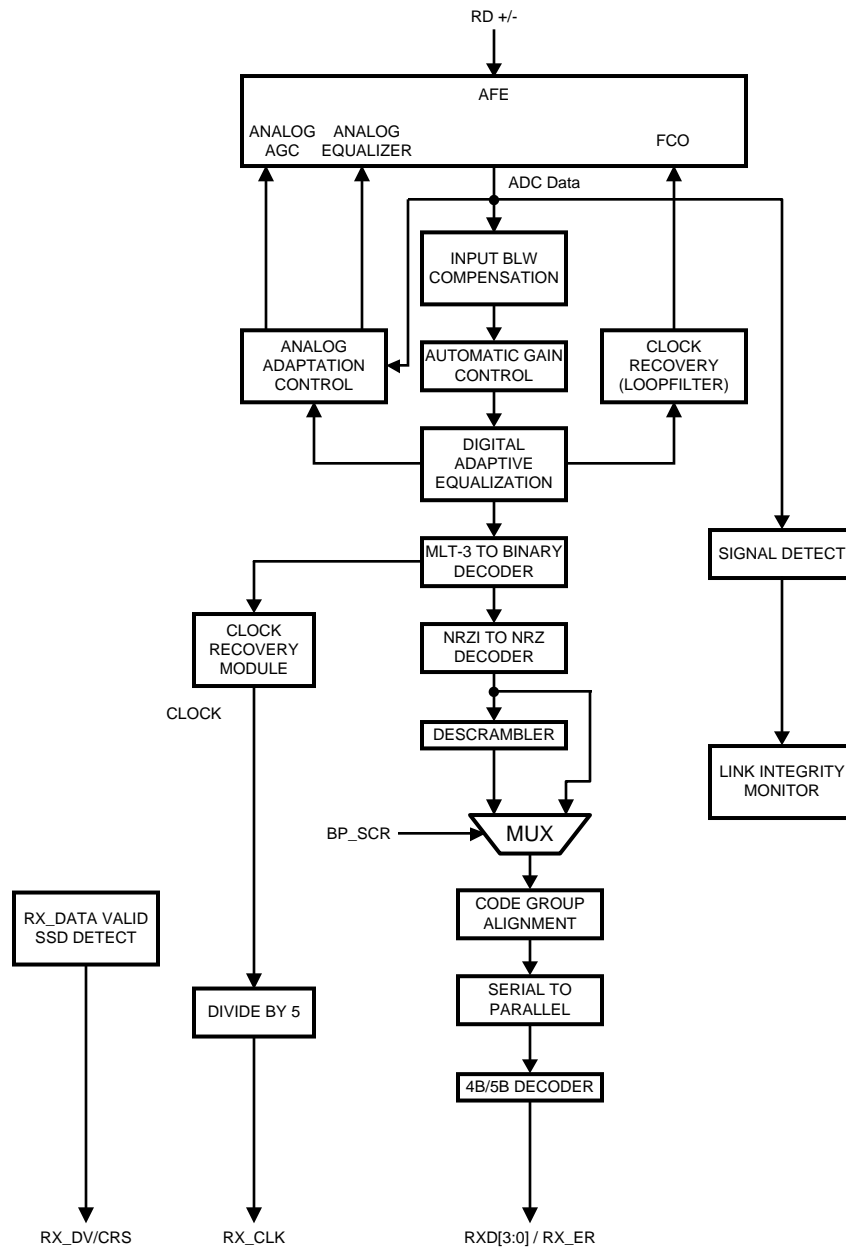 RD +/-
AFE
ANALOG
AGC
ANALOG
EQUALIZER
FCO
ADC Data
INPUT BLW
COMPENSATION
ANALOG
ADAPTATION
CONTROL
AUTOMATIC GAIN
CONTROL
CLOCK
RECOVERY
(LOOPFILTER)
DIGITAL
ADAPTIVE
EQUALIZATION
MLT-3 TO BINARY
DECODER
SIGNAL DETECT
CLOCK
RECOVERY
MODULE
NRZI TO NRZ
DECODER
CLOCK
DESCRAMBLER
LINK INTEGRITY
MONITOR
BP_SCR
MUX
RX_DATA VALID
SSD DETECT
CODE GROUP
ALIGNMENT
DIVIDE BY 5
SERIAL TO
PARALLEL
4B/5B DECODER
RX_DV/CRS
RX_CLK
RXD[3:0] / RX_ER